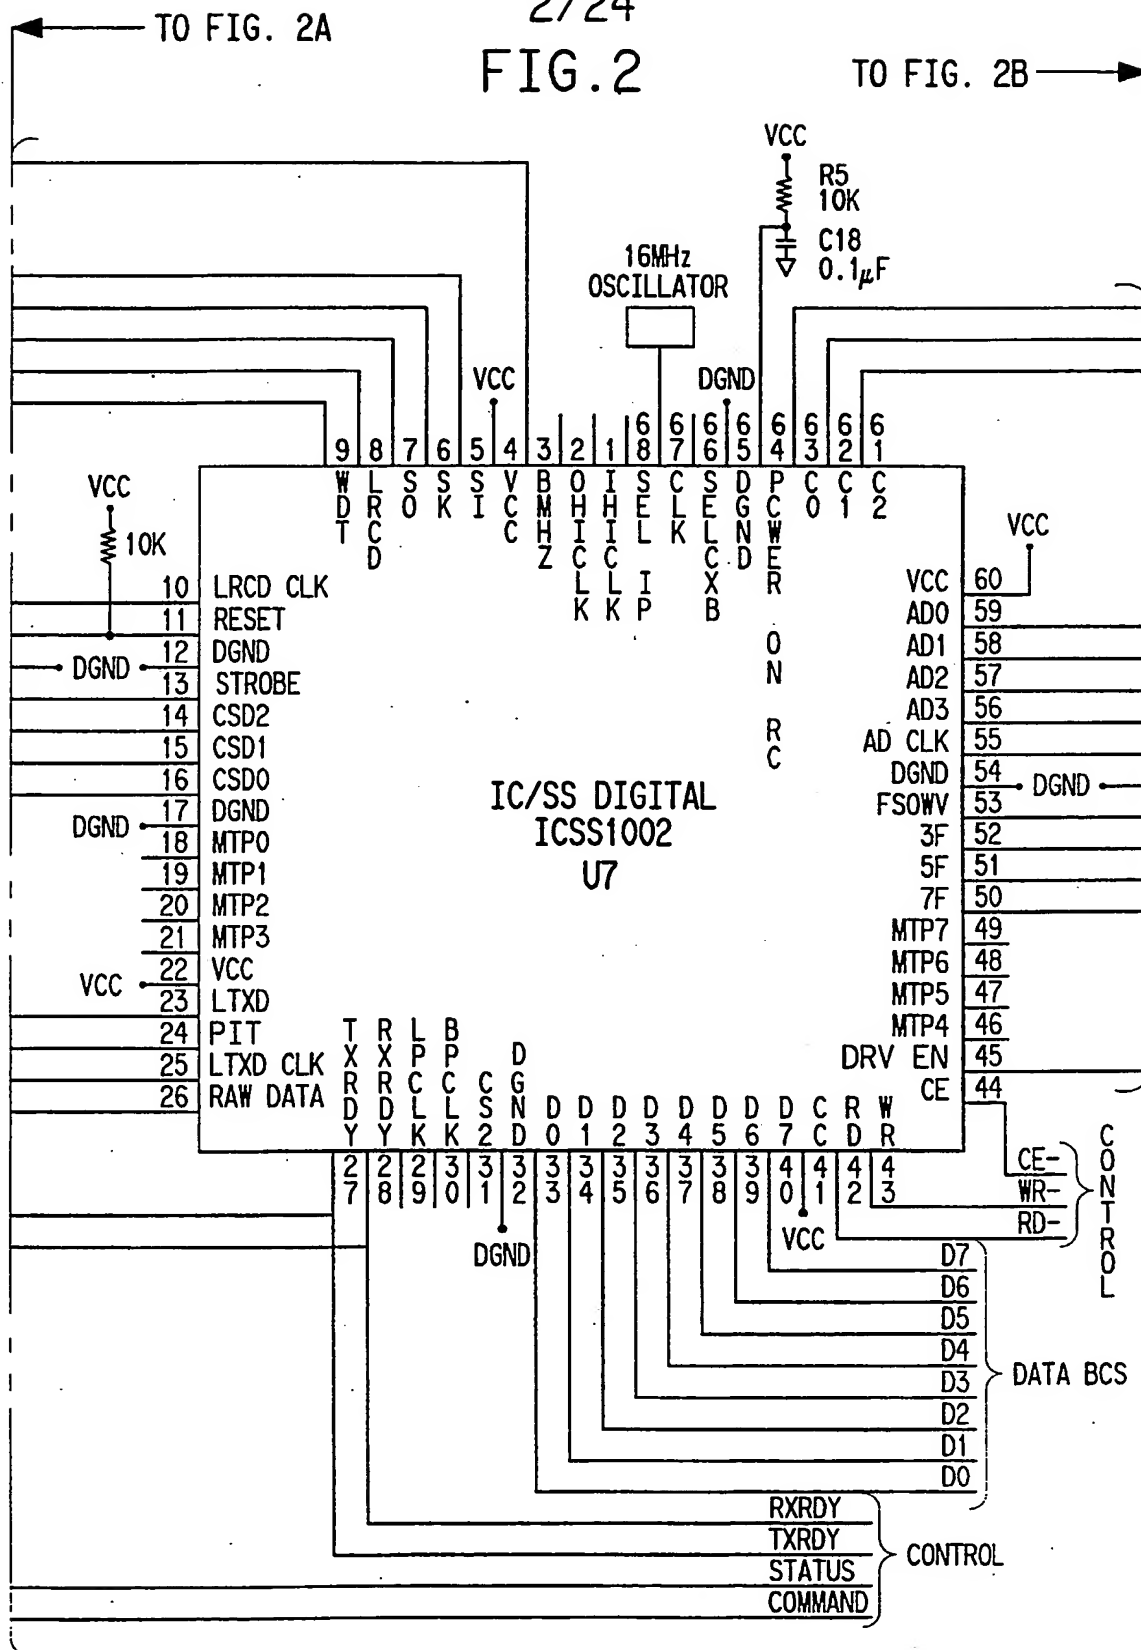 2/24
TO FIG. 2A
FIG.2
TO FIG. 2B
VCC
R5
10K
C18
0.1μF
16MHz
OSCILLATOR
VCC
DGND
9 8 7 6 5 4 3 2 1 68 67 66 65 64 63 62 61
WDT
LRCD
SO
SK
SI
VCC
BMHZ
OHICLK
IHICLK
SEL IP
CLK
SELCXB
DGND
PCWER ON RC
C0
C1
C2
VCC
10K
10 LRCD CLK
11 RESET
DGND 12 DGND
13 STROBE
14 CSD2
15 CSD1
16 CSD0
DGND 17 DGND
18 MTP0
19 MTP1
20 MTP2
21 MTP3
VCC 22 VCC
23 LTXD
24 PIT
25 LTXD CLK
26 RAW DATA
IC/SS DIGITAL
ICSS1002
U7
VCC
VCC 60
AD0 59
AD1 58
AD2 57
AD3 56
AD CLK 55
DGND 54 DGND
FSOWV 53
3F 52
5F 51
7F 50
MTP7 49
MTP6 48
MTP5 47
MTP4 46
DRV EN 45
CE 44
TXRDY
RXRDY
LPCLK
BPCLK
CS2
DGND
D0
D1
D2
D3
D4
D5
D6
D7
CC
RD
WR
27 28 29 30 31 32 33 34 35 36 37 38 39 40 41 42 43
DGND
VCC
CE-
WR-
RD-
CONTROL
D7
D6
D5
D4
D3
D2
D1
D0
DATA BCS
RXRDY
TXRDY
STATUS
COMMAND
CONTROL